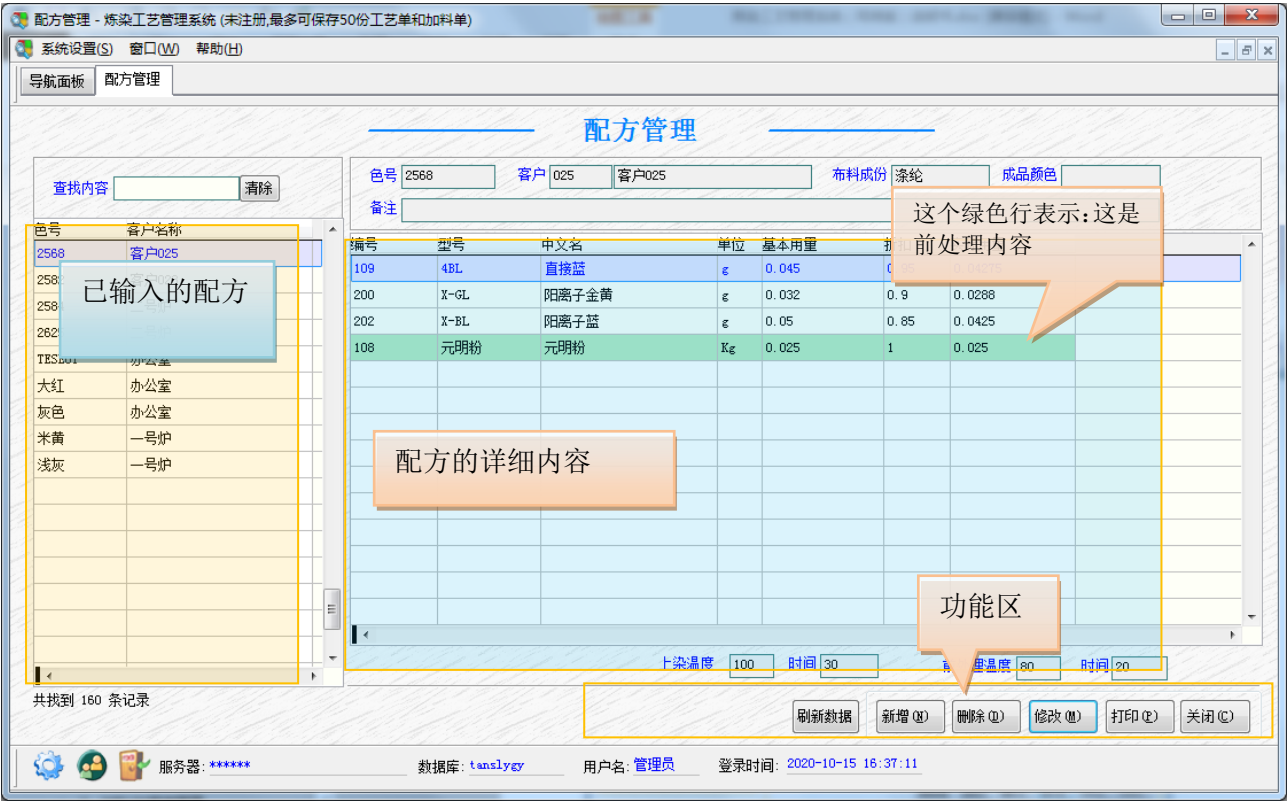 配方管理 - 炼染工艺管理系统 (未注册,最多可保存50份工艺单和加料单)
系统设置(S) 窗口(W) 帮助(H)
导航面板 配方管理
配方管理
查找内容 清除
色号 2568 客户 025 客户025 布料成份 涤纶 成品颜色
备注
这个绿色行表示:这是
前处理内容
色号 客户名称
2568 客户025
已输入的配方
TESE01 办公室
大红 办公室
灰色 办公室
米黄 一号炉
浅灰 一号炉
编号 型号 中文名 单位 基本用量
109 4BL 直接蓝 g 0.045
200 X-GL 阳离子金黄 g 0.032 0.9 0.0288
202 X-BL 阳离子蓝 g 0.05 0.85 0.0425
108 元明粉 元明粉 Kg 0.025 1 0.025
配方的详细内容
功能区
上染温度 100 时间 30 温度 80 时间 20
共找到 160 条记录
刷新数据 新增(N) 删除(D) 修改(M) 打印(P) 关闭(C)
服务器: ****** 数据库: tanslygy 用户名: 管理员 登录时间: 2020-10-15 16:37:11